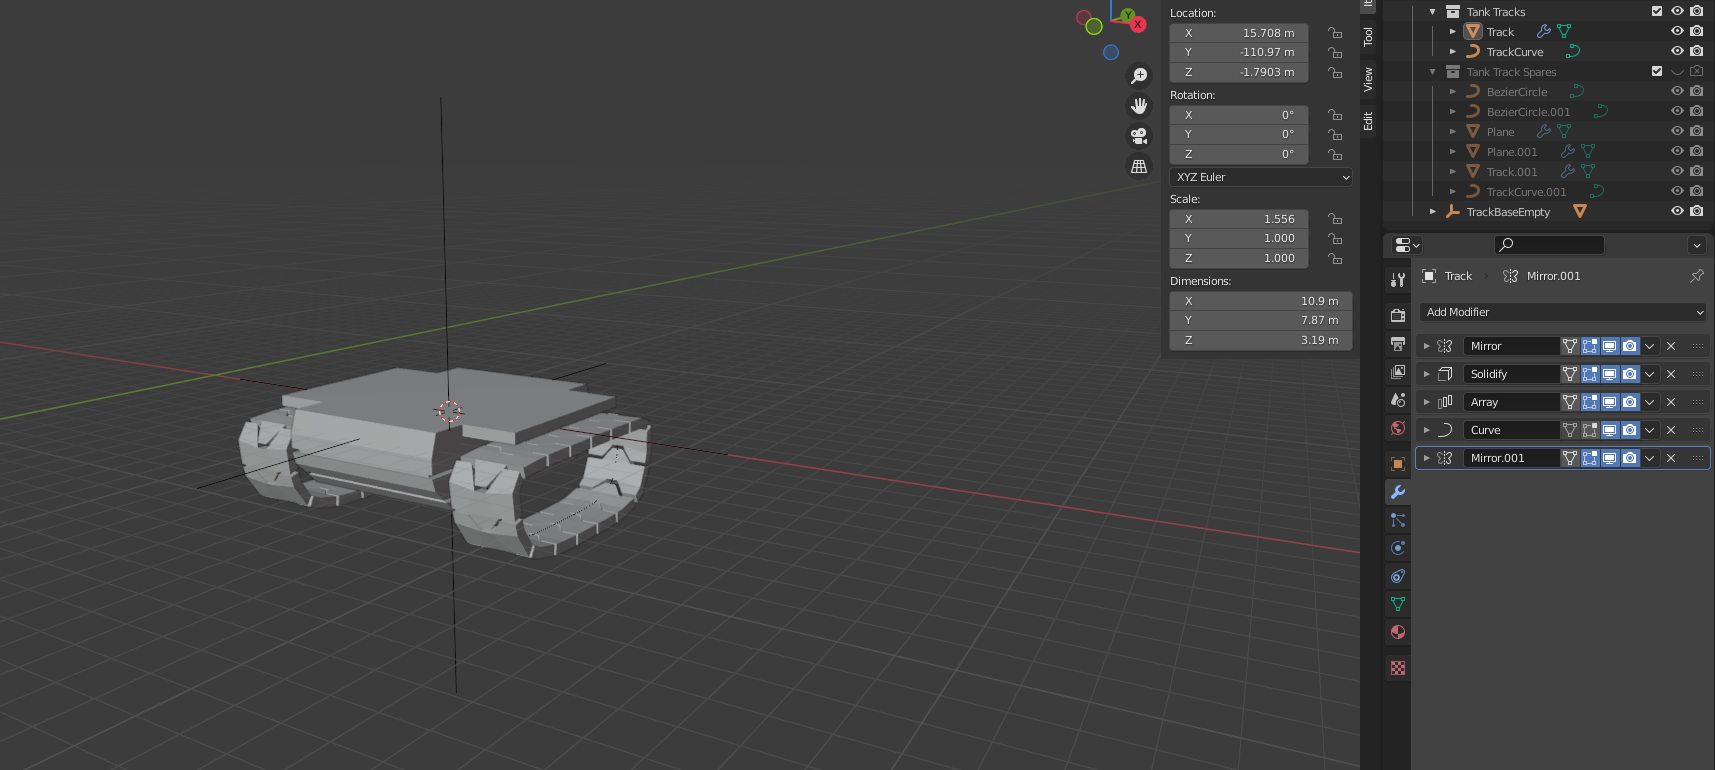 Location:
X 15.708 m
Y -110.97 m
Z -1.7903 m
Rotation:
X 0°
Y 0°
Z 0°
XYZ Euler
Scale:
X 1.556
Y 1.000
Z 1.000
Dimensions:
X 10.9 m
Y 7.87 m
Z 3.19 m
Y
X
Tool
View
Edit
Tank Tracks
Track
TrackCurve
Tank Track Spares
BezierCircle
BezierCircle.001
Plane
Plane.001
Track.001
TrackCurve.001
TrackBaseEmpty
Track Mirror.001
Add Modifier
Mirror
Solidify
Array
Curve
Mirror.001